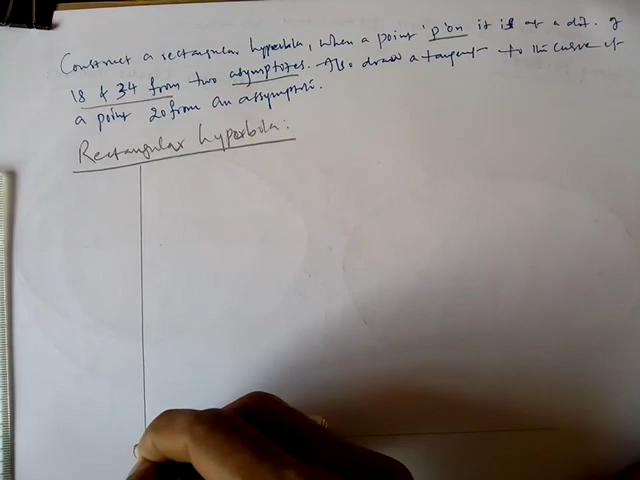 Construct a rectangular hyperbola, when a point 'p' on it is at a dist. of
18 & 34 from two asymptotes. Also draw a tangent to the curve at
a point 20 from an assymptote.
Rectangular hyperbola: